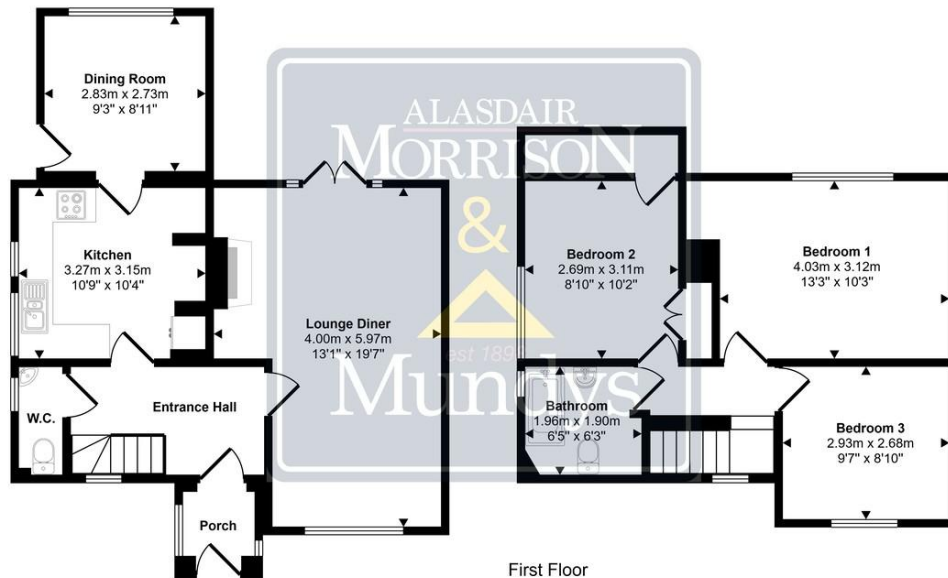 Dining Room
2.83m x 2.73m
9'3" x 8'11"
Kitchen
3.27m x 3.15m
10'9" x 10'4"
Lounge Diner
4.00m x 5.97m
13'1" x 19'7"
W.C.
Entrance Hall
Porch
Bedroom 2
2.69m x 3.11m
8'10" x 10'2"
Bedroom 1
4.03m x 3.12m
13'3" x 10'3"
Bathroom
1.96m x 1.90m
6'5" x 6'3"
Bedroom 3
2.93m x 2.68m
9'7" x 8'10"
First Floor
ALASDAIR
MORRISON
&
Mundys